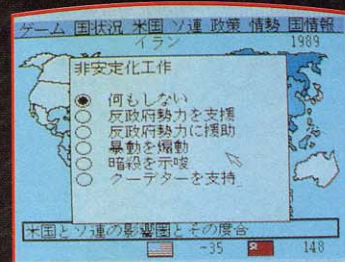 ゲーム 国状況 米国 ソ連 政策 情勢 国情報
イラン 1989
非安定化工作
何もしない
反政府勢力を支援
反政府勢力に援助
暴動を煽動
暗殺を示唆
クーデターを支持
米国とソ連の影響圏とその度合
-35 148